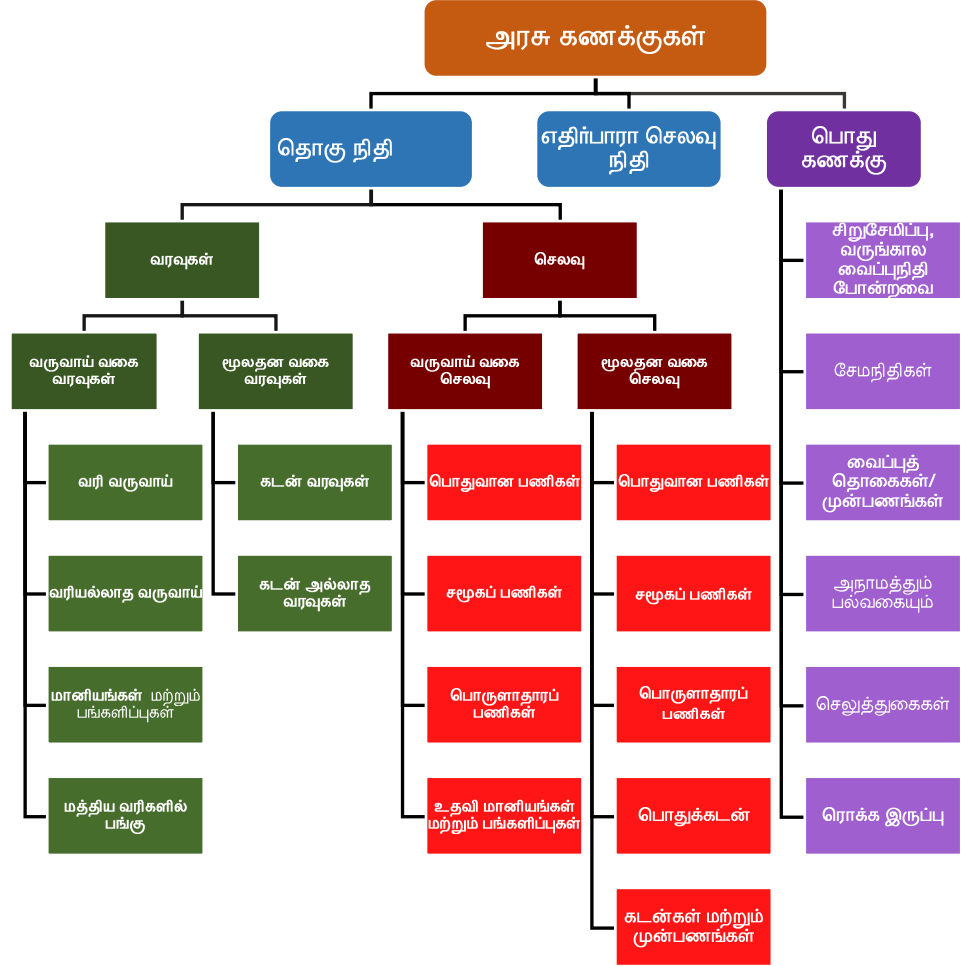 அரசு கணக்குகள்
தொகு நிதி
எதிர்பாரா செலவு
நிதி
பொது
கணக்கு
வரவுகள்
செலவு
சிறுசேமிப்பு,
வருங்கால
வைப்புநிதி
போன்றவை
வருவாய் வகை
வரவுகள்
மூலதன வகை
வரவுகள்
வருவாய் வகை
செலவு
மூலதன வகை
செலவு
சேமநிதிகள்
வரி வருவாய்
கடன் வரவுகள்
பொதுவான பணிகள்
பொதுவான பணிகள்
வைப்புத்
தொகைகள்/
முன்பணங்கள்
வரியல்லாத வருவாய்
கடன் அல்லாத
வரவுகள்
சமூகப் பணிகள்
சமூகப் பணிகள்
அநாமத்தும்
பல்வகையும்
மானியங்கள் மற்றும்
பங்களிப்புகள்
பொருளாதாரப்
பணிகள்
பொருளாதாரப்
பணிகள்
செலுத்துகைகள்
மத்திய வரிகளில்
பங்கு
உதவி மானியங்கள்
மற்றும் பங்களிப்புகள்
பொதுக்கடன்
ரொக்க இருப்பு
கடன்கள் மற்றும்
முன்பணங்கள்